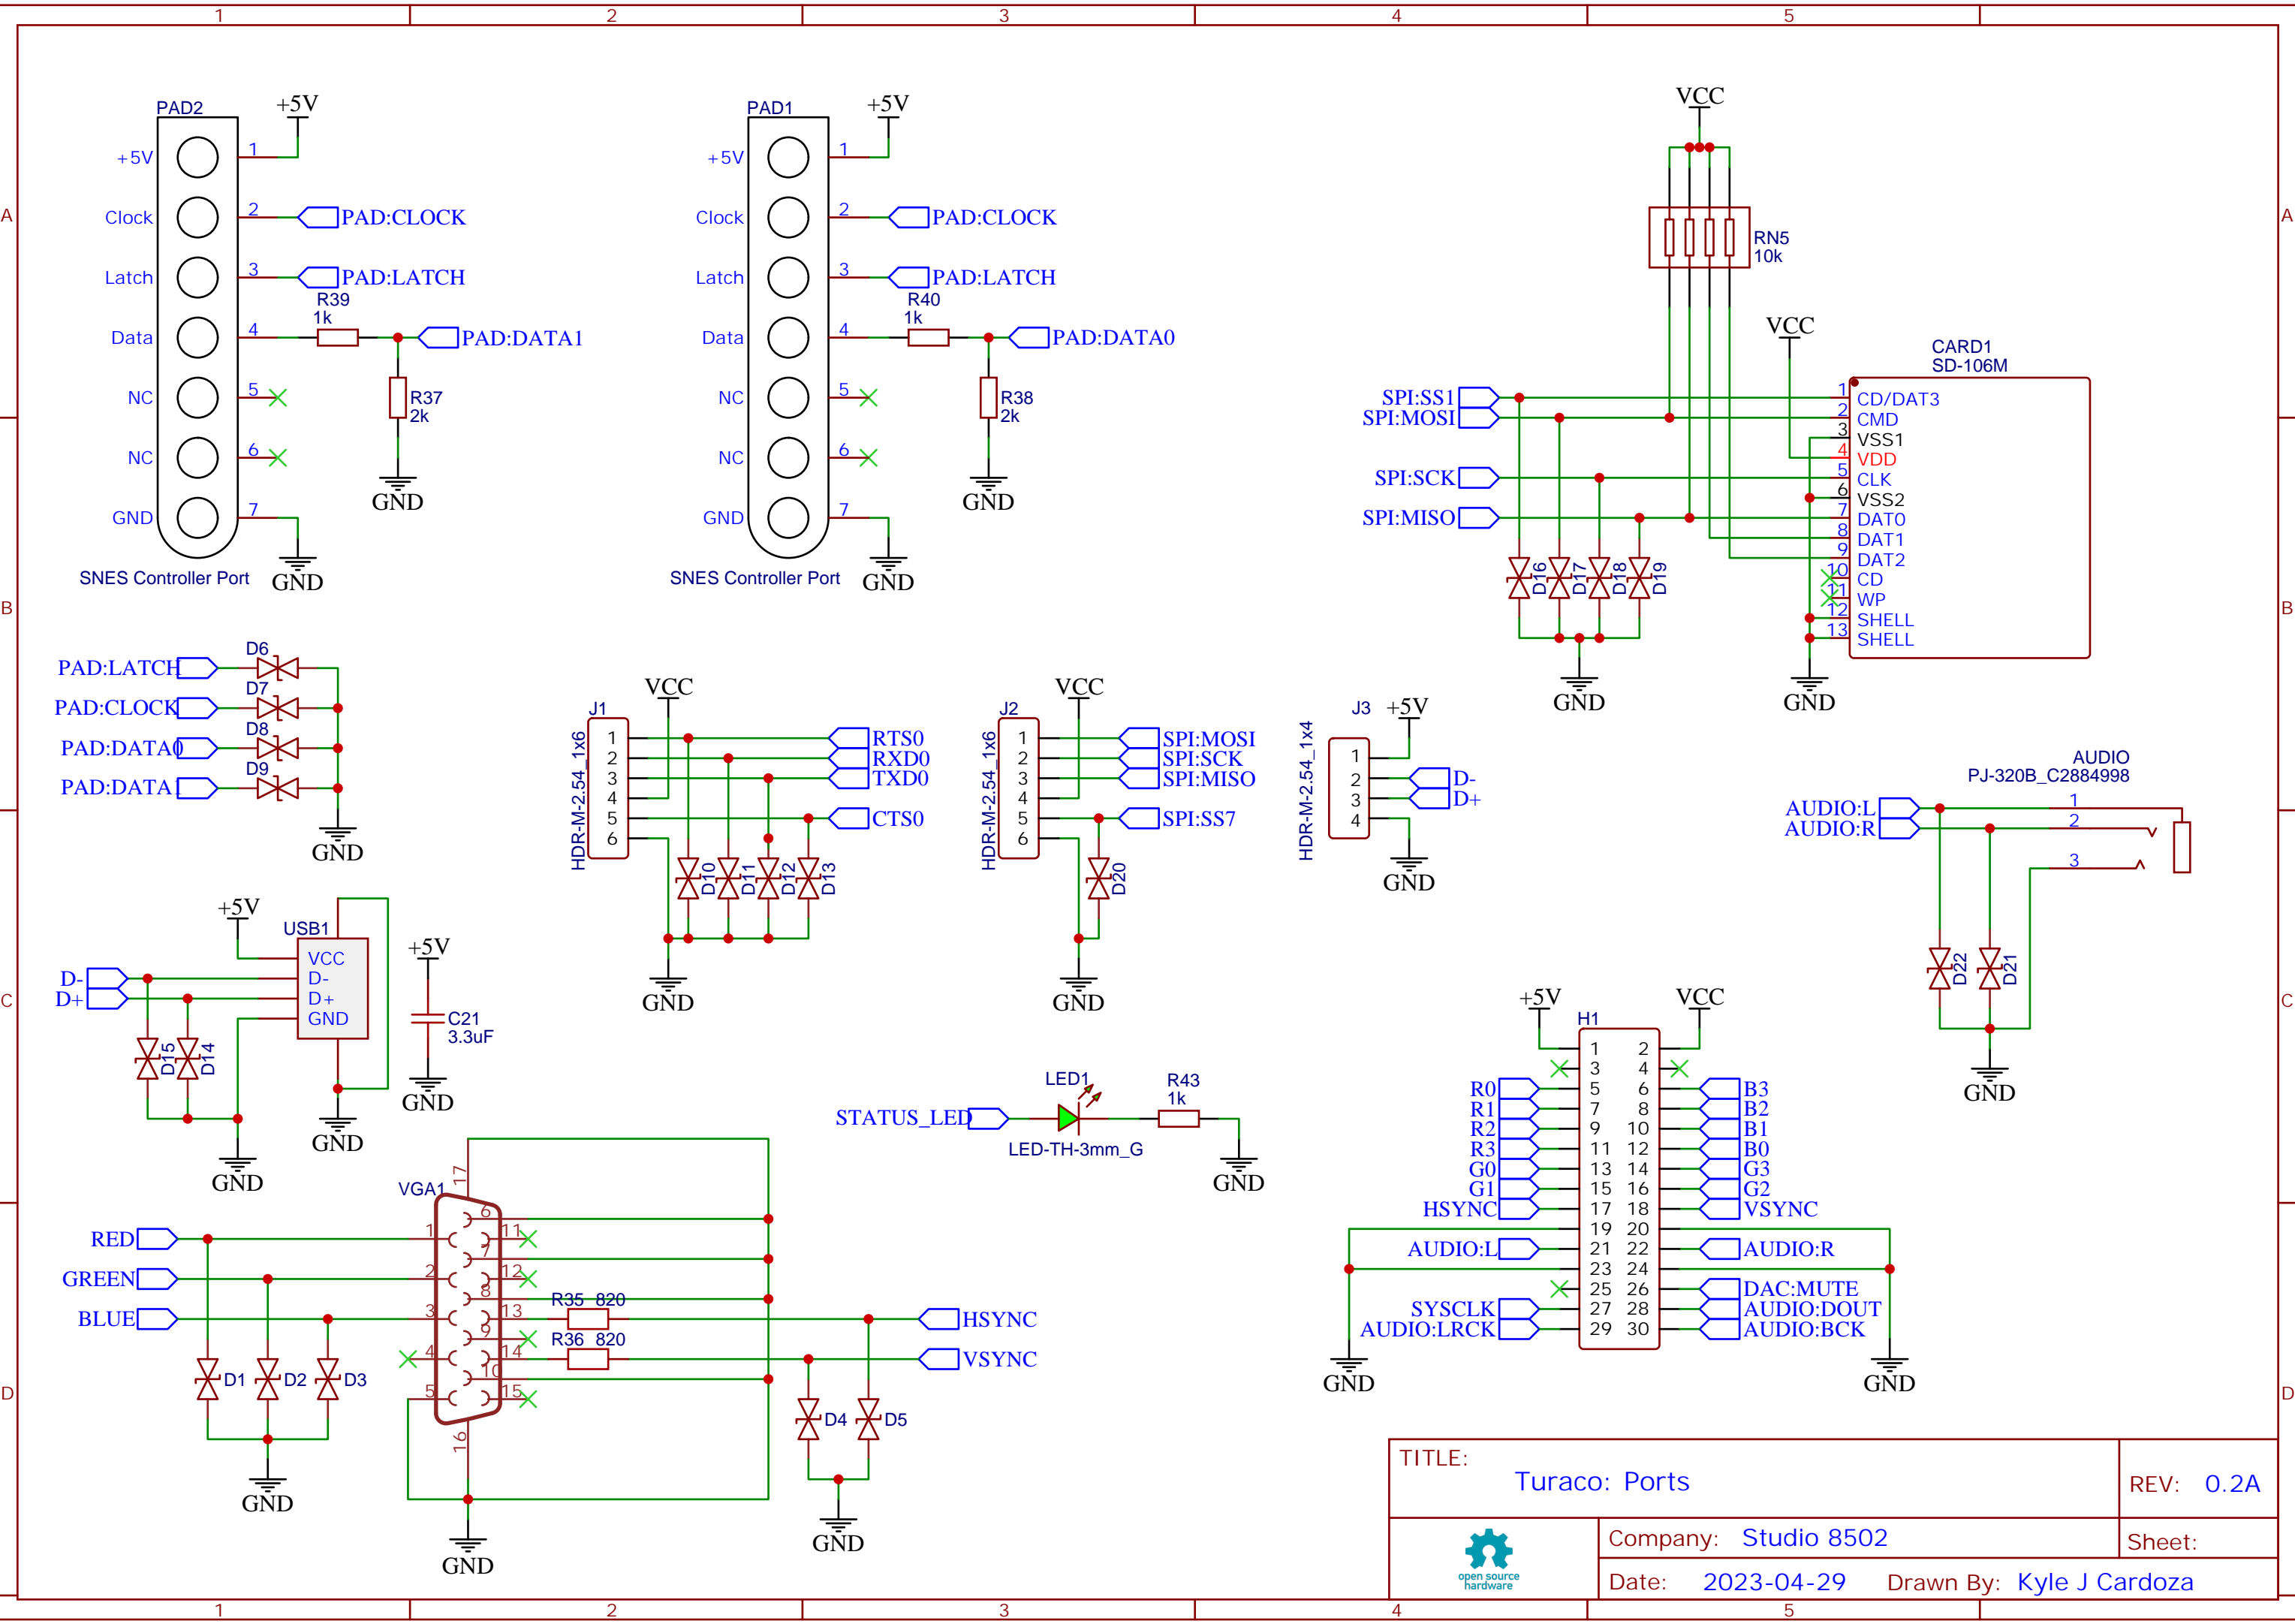 1 2 3 4 5
A
B
C
D
PAD2
+5V
+5V 1
Clock 2 PAD:CLOCK
Latch 3 PAD:LATCH
R39
1k
Data 4 PAD:DATA1
NC 5
R37
2k
NC 6
GND
GND 7
SNES Controller Port
GND
PAD1
+5V
+5V 1
Clock 2 PAD:CLOCK
Latch 3 PAD:LATCH
R40
1k
Data 4 PAD:DATA0
NC 5
R38
2k
NC 6
GND
GND 7
SNES Controller Port
GND
VCC
RN5
10k
VCC
CARD1
SD-106M
SPI:SS1
SPI:MOSI
SPI:SCK
SPI:MISO
1 CD/DAT3
2 CMD
3 VSS1
4 VDD
5 CLK
6 VSS2
7 DAT0
8 DAT1
9 DAT2
10 CD
11 WP
12 SHELL
13 SHELL
D16 D17 D18 D19
GND
GND
D6
PAD:LATCH
D7
PAD:CLOCK
D8
PAD:DATA0
D9
PAD:DATA1
GND
VCC
J1
HDR-M-2.54_1x6
1 RTS0
2 RXD0
3 TXD0
4
5 CTS0
6
D10 D11 D12 D13
GND
VCC
J2
HDR-M-2.54_1x6
1 SPI:MOSI
2 SPI:SCK
3 SPI:MISO
4
5 SPI:SS7
6
D20
GND
J3 +5V
HDR-M-2.54_1x4
1
2 D-
3 D+
4
GND
AUDIO
PJ-320B_C2884998
AUDIO:L 1
AUDIO:R 2
3
D22 D21
GND
+5V
USB1
VCC
D- D-
D+ D+
GND
D15 D14
GND
GND
+5V
C21
3.3uF
GND
STATUS_LED
LED1
LED-TH-3mm_G
R43
1k
GND
+5V VCC
H1
1 2
3 4
R0 5 6 B3
R1 7 8 B2
R2 9 10 B1
R3 11 12 B0
G0 13 14 G3
G1 15 16 G2
HSYNC 17 18 VSYNC
19 20
AUDIO:L 21 22 AUDIO:R
23 24
25 26 DAC:MUTE
SYSCLK 27 28 AUDIO:DOUT
AUDIO:LRCK 29 30 AUDIO:BCK
GND GND
VGA1
17
6
RED 1 11
7
GREEN 2 12
8
BLUE 3 13 R35 820 HSYNC
9
4 14 R36 820 VSYNC
10
5 15
16
D1 D2 D3
GND
D4 D5
GND
GND
TITLE:
Turaco: Ports
REV: 0.2A
open source
hardware
Company: Studio 8502
Sheet:
Date: 2023-04-29 Drawn By: Kyle J Cardoza
A
B
C
D
1 2 3 4 5